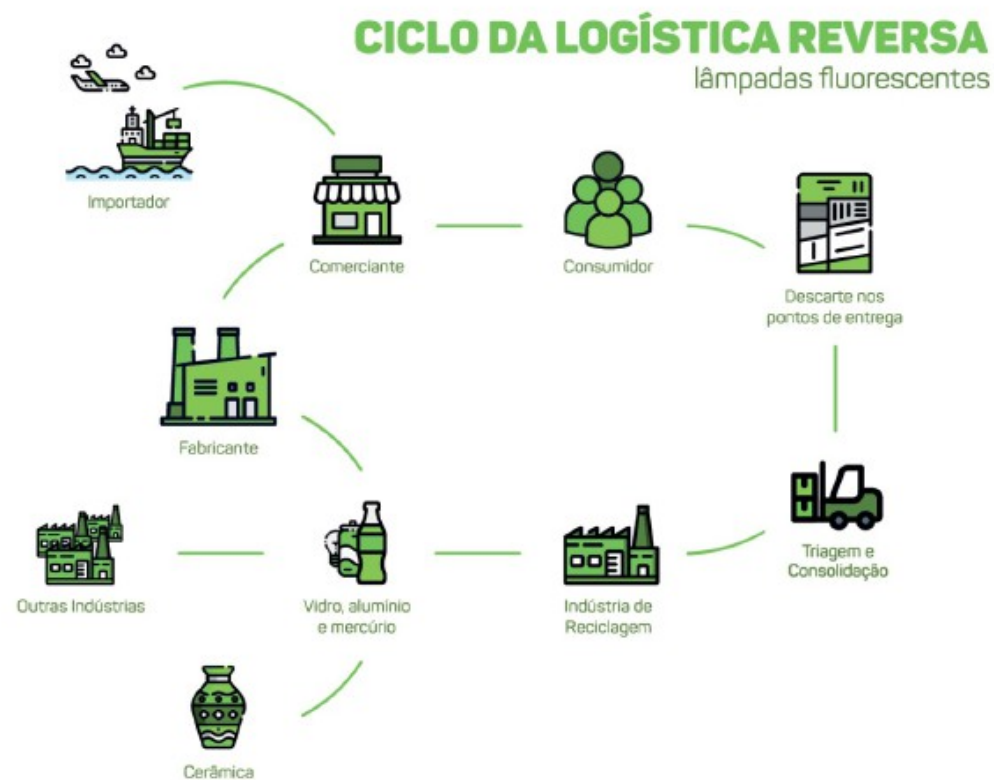 CICLO DA LOGÍSTICA REVERSA
lâmpadas fluorescentes
Importador
Comerciante
Consumidor
Descarte nos
pontos de entrega
Fabricante
Triagem e
Consolidação
Outras Indústrias
Vidro, alumínio
e mercúrio
Indústria de
Reciclagem
Cerâmica